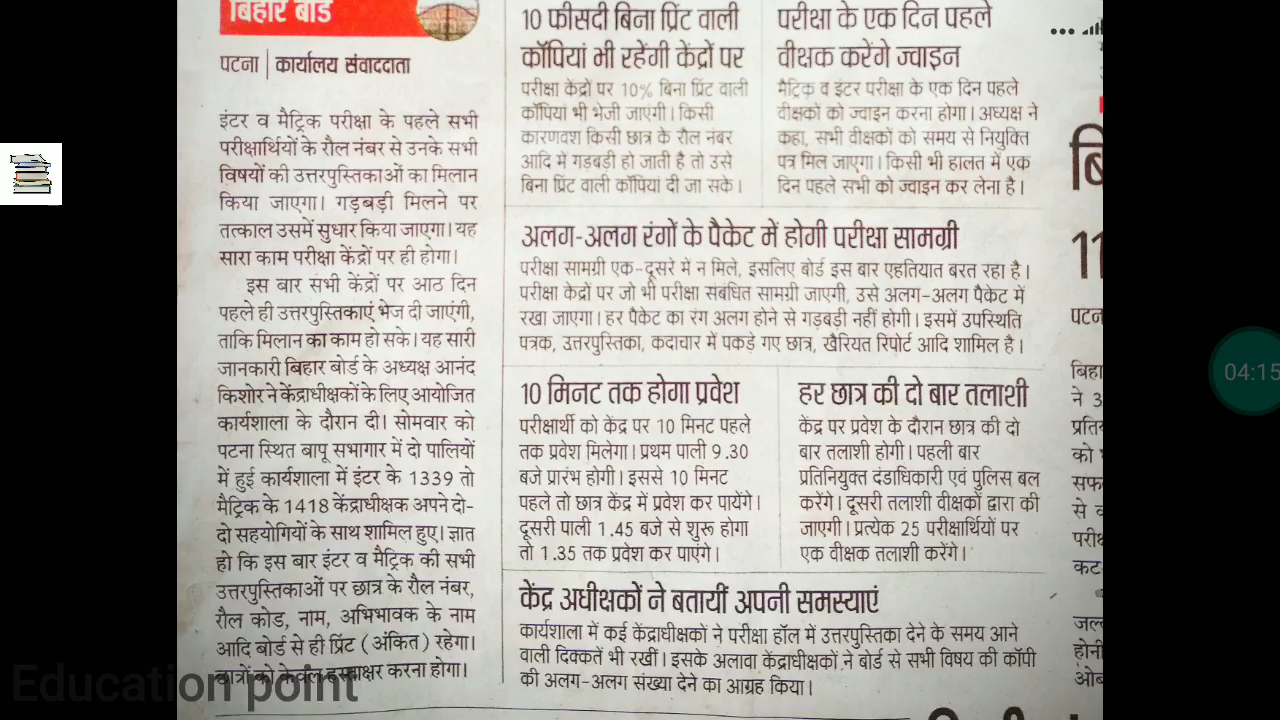 बिहार बोर्ड
पटना | कार्यालय संवाददाता
इंटर व मैट्रिक परीक्षा के पहले सभी
परीक्षार्थियों के रौल नंबर से उनके सभी
विषयों की उत्तरपुस्तिकाओं का मिलान
किया जाएगा। गड़बड़ी मिलने पर
तत्काल उसमें सुधार किया जाएगा। यह
सारा काम परीक्षा केंद्रों पर ही होगा।
इस बार सभी केंद्रों पर आठ दिन
पहले ही उत्तरपुस्तिकाएं भेज दी जाएंगी,
ताकि मिलान का काम हो सके। यह सारी
जानकारी बिहार बोर्ड के अध्यक्ष आनंद
किशोर ने केंद्राधीक्षकों के लिए आयोजित
कार्यशाला के दौरान दी। सोमवार को
पटना स्थित बापू सभागार में दो पालियों
में हुई कार्यशाला में इंटर के 1339 तो
मैट्रिक के 1418 केंद्राधीक्षक अपने दो-
दो सहयोगियों के साथ शामिल हुए। ज्ञात
हो कि इस बार इंटर व मैट्रिक की सभी
उत्तरपुस्तिकाओं पर छात्र के रौल नंबर,
रौल कोड, नाम, अभिभावक के नाम
आदि बोर्ड से ही प्रिंट (अंकित) रहेगा।
छात्रों को केवल हस्ताक्षर करना होगा।
10 फीसदी बिना प्रिंट वाली
कॉपियां भी रहेंगी केंद्रों पर
परीक्षा केंद्रों पर 10% बिना प्रिंट वाली
कॉपियां भी भेजी जाएंगी। किसी
कारणवश किसी छात्र के रौल नंबर
आदि में गड़बड़ी हो जाती है तो उसे
बिना प्रिंट वाली कॉपियां दी जा सके।
परीक्षा के एक दिन पहले
वीक्षक करेंगे ज्वाइन
मैट्रिक व इंटर परीक्षा के एक दिन पहले
वीक्षकों को ज्वाइन करना होगा। अध्यक्ष ने
कहा, सभी वीक्षकों को समय से नियुक्ति
पत्र मिल जाएगा। किसी भी हालत में एक
दिन पहले सभी को ज्वाइन कर लेना है।
अलग-अलग रंगों के पैकेट में होगी परीक्षा सामग्री
परीक्षा सामग्री एक-दूसरे में न मिले, इसलिए बोर्ड इस बार एहतियात बरत रहा है।
परीक्षा केंद्रों पर जो भी परीक्षा संबंधित सामग्री जाएगी, उसे अलग-अलग पैकेट में
रखा जाएगा। हर पैकेट का रंग अलग होने से गड़बड़ी नहीं होगी। इसमें उपस्थिति
पत्रक, उत्तरपुस्तिका, कदाचार में पकड़े गए छात्र, खैरियत रिपोर्ट आदि शामिल है।
10 मिनट तक होगा प्रवेश
परीक्षार्थी को केंद्र पर 10 मिनट पहले
तक प्रवेश मिलेगा। प्रथम पाली 9.30
बजे प्रारंभ होगी। इससे 10 मिनट
पहले तो छात्र केंद्र में प्रवेश कर पायेंगे।
दूसरी पाली 1.45 बजे से शुरू होगा
तो 1.35 तक प्रवेश कर पाएंगे।
हर छात्र की दो बार तलाशी
केंद्र पर प्रवेश के दौरान छात्र की दो
बार तलाशी होगी। पहली बार
प्रतिनियुक्त दंडाधिकारी एवं पुलिस बल
करेंगे। दूसरी तलाशी वीक्षकों द्वारा की
जाएगी। प्रत्येक 25 परीक्षार्थियों पर
एक वीक्षक तलाशी करेंगे।
केंद्र अधीक्षकों ने बतायीं अपनी समस्याएं
कार्यशाला में कई केंद्राधीक्षकों ने परीक्षा हॉल में उत्तरपुस्तिका देने के समय आने
वाली दिक्कतें भी रखीं। इसके अलावा केंद्राधीक्षकों ने बोर्ड से सभी विषय की कॉपी
की अलग-अलग संख्या देने का आग्रह किया।
बि
11
पटन
बिहा
ने
को
से
कट
होनी
04:15
Education point